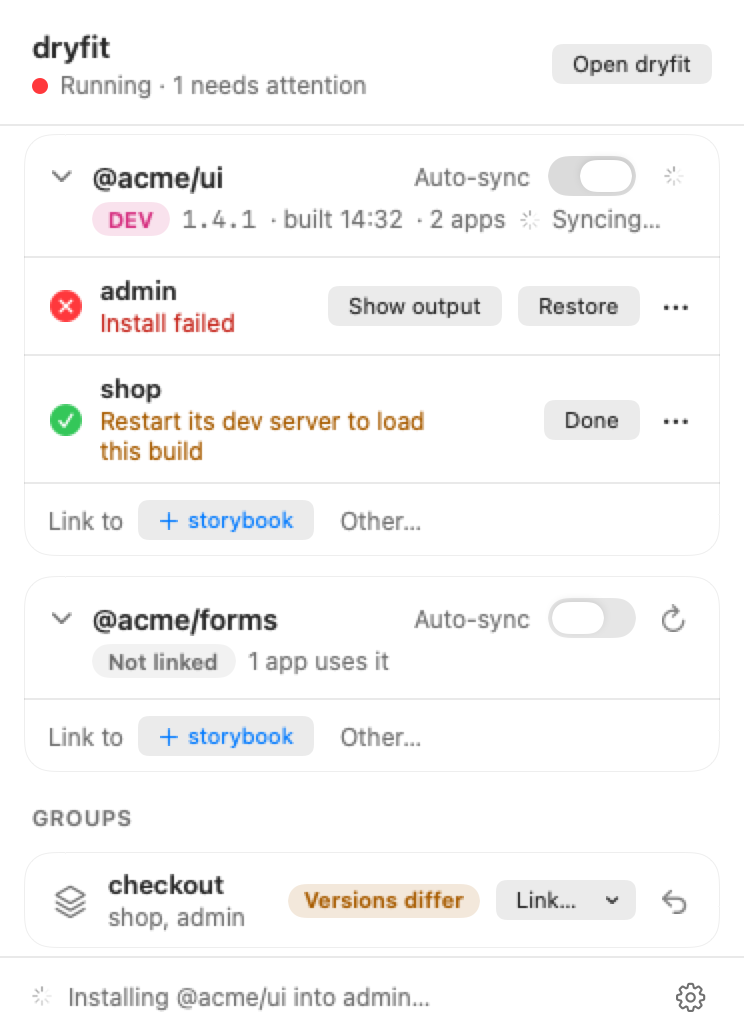 dryfit
Running · 1 needs attention
Open dryfit
@acme/ui
Auto-sync
DEV 1.4.1 · built 14:32 · 2 apps Syncing...
admin
Install failed
Show output
Restore
shop
Restart its dev server to load
this build
Done
Link to + storybook Other...
@acme/forms
Auto-sync
Not linked 1 app uses it
Link to + storybook Other...
GROUPS
checkout
shop, admin
Versions differ
Link...
Installing @acme/ui into admin...